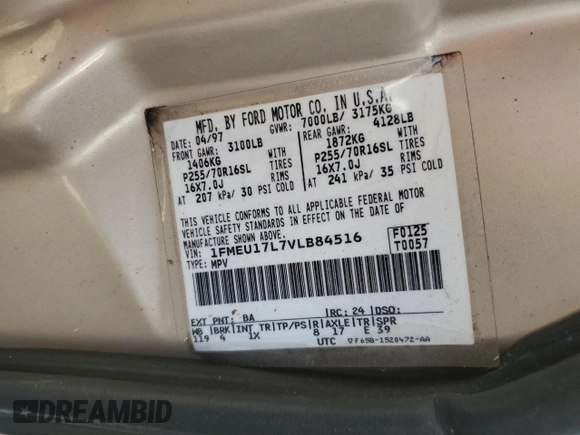 MFD. BY FORD MOTOR CO. IN U.S.A.
DATE: 04/97 GVWR: 7000LB/ 3175KG
FRONT GAWR: 3100LB REAR GAWR: 4128LB
1406KG 1872KG
P255/70R16SL TIRES P255/70R16SL TIRES
16X7.0J RIMS 16X7.0J RIMS
AT 207 kPa/ 30 PSI COLD AT 241 kPa/ 35 PSI COLD
THIS VEHICLE CONFORMS TO ALL APPLICABLE FEDERAL MOTOR
VEHICLE SAFETY STANDARDS IN EFFECT ON THE DATE OF
MANUFACTURE SHOWN ABOVE.
VIN: 1FMEU17L7VLB84516 F0125
TYPE: MPV T0057
EXT PNT: BA RC: 24 DSO:
WB BRK INT TR TP/PS R AXLE TR SPR
119 4 1X 8 17 E 39
UTC F65B-1520472-AA
DREAMBID